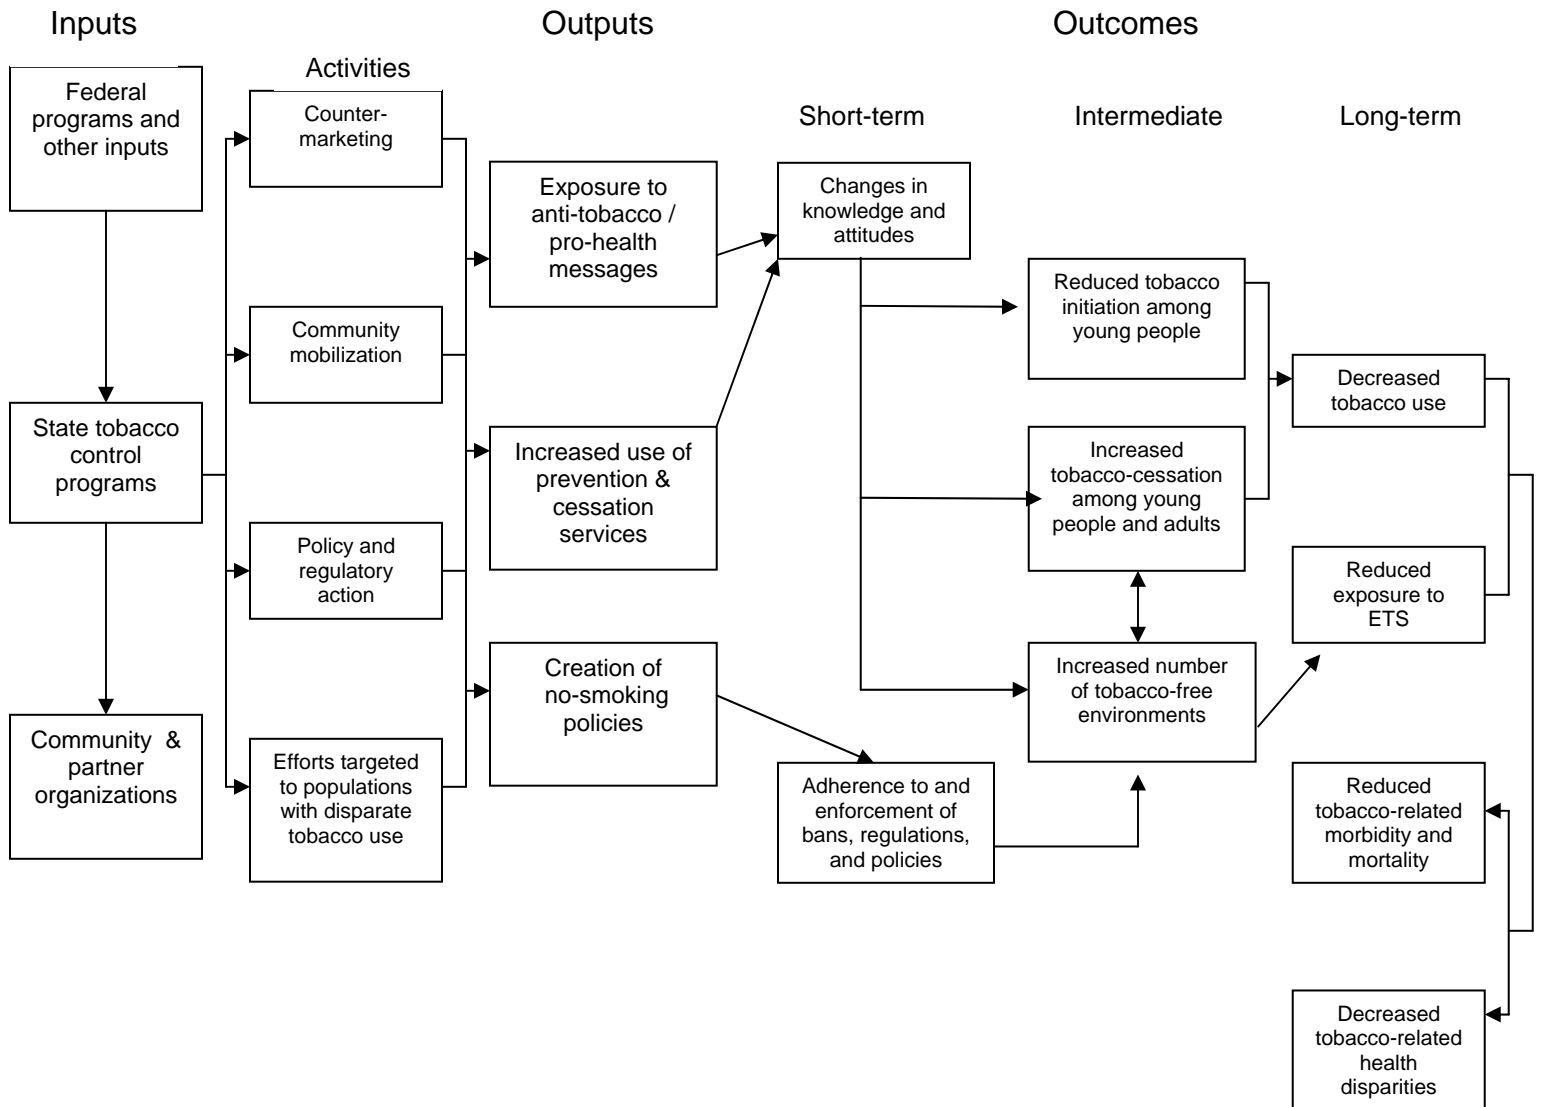 Inputs
Outputs
Outcomes
Activities
Short-term
Intermediate
Long-term
Federal
programs and
other inputs
State tobacco
control
programs
Community &
partner
organizations
Counter-
marketing
Community
mobilization
Policy and
regulatory
action
Efforts targeted
to populations
with disparate
tobacco use
Exposure to
anti-tobacco /
pro-health
messages
Increased use of
prevention &
cessation
services
Creation of
no-smoking
policies
Changes in
knowledge and
attitudes
Adherence to and
enforcement of
bans, regulations,
and policies
Reduced tobacco
initiation among
young people
Increased
tobacco-cessation
among young
people and adults
Increased number
of tobacco-free
environments
Decreased
tobacco use
Reduced
exposure to
ETS
Reduced
tobacco-related
morbidity and
mortality
Decreased
tobacco-related
health
disparities